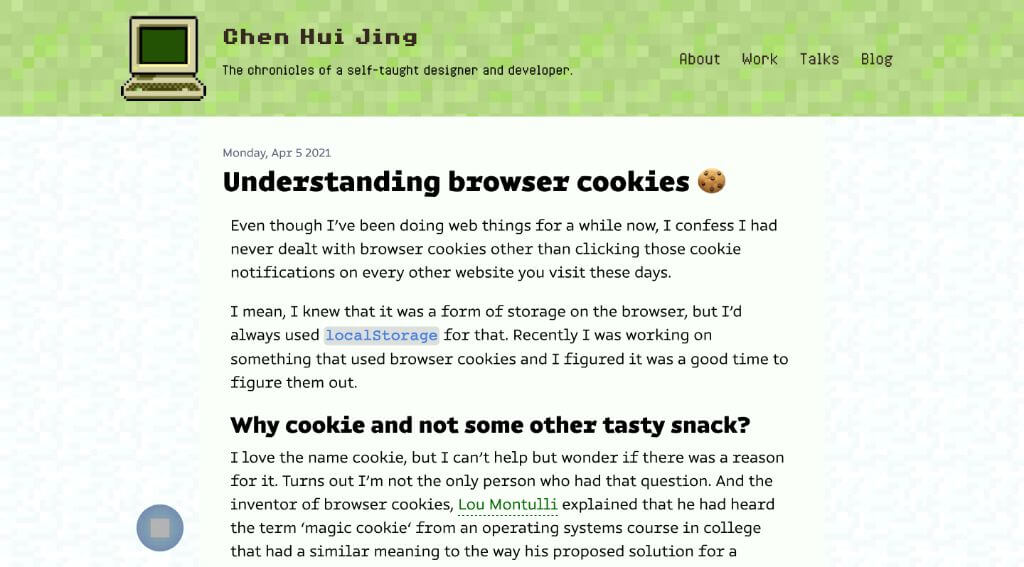 Chen Hui Jing
The chronicles of a self-taught designer and developer.
About Work Talks Blog
Monday, Apr 5 2021
Understanding browser cookies 🍪
Even though I’ve been doing web things for a while now, I confess I had
never dealt with browser cookies other than clicking those cookie
notifications on every other website you visit these days.
I mean, I knew that it was a form of storage on the browser, but I’d
always used localStorage for that. Recently I was working on
something that used browser cookies and I figured it was a good time to
figure them out.
Why cookie and not some other tasty snack?
I love the name cookie, but I can’t help but wonder if there was a reason
for it. Turns out I’m not the only person who had that question. And the
inventor of browser cookies, Lou Montulli explained that he had heard
the term ‘magic cookie‘ from an operating systems course in college
that had a similar meaning to the way his proposed solution for a